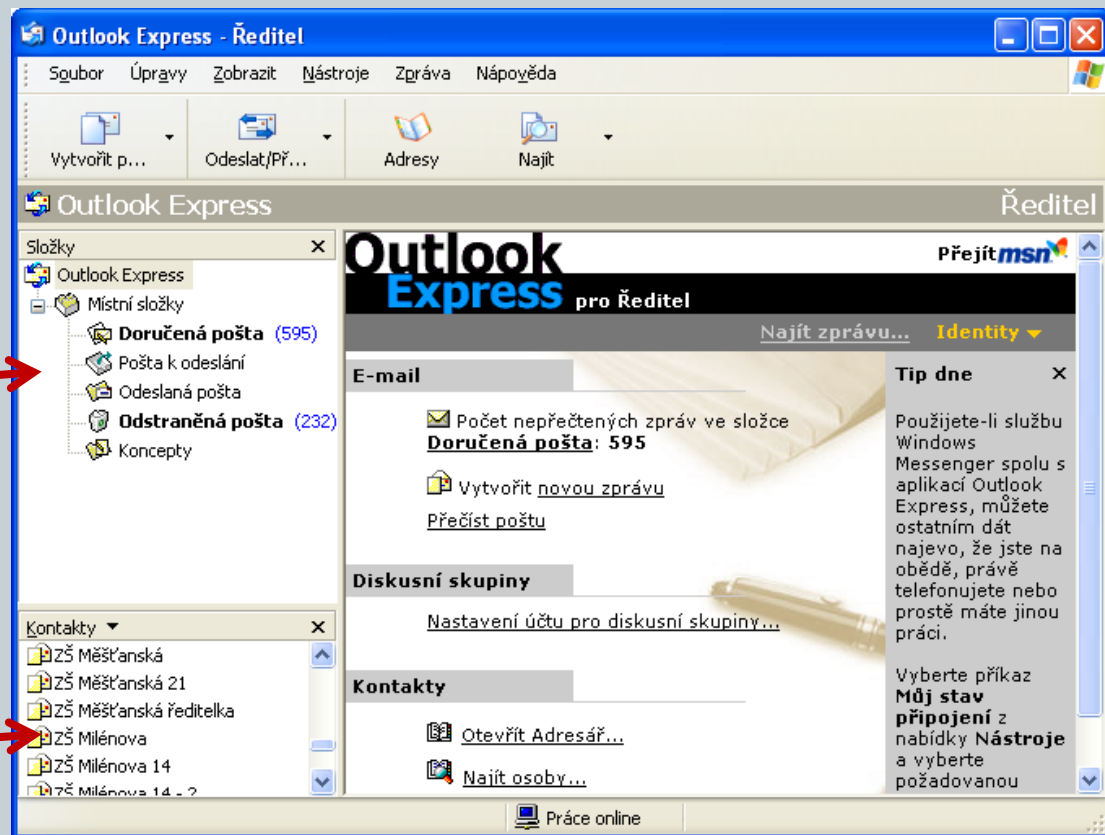 Outlook Express - Ředitel
Soubor Úpravy Zobrazit Nástroje Zpráva Nápověda
Vytvořit p... Odeslat/Př... Adresy Najít
Outlook Express Ředitel
Složky
Outlook Express
Místní složky
Doručená pošta (595)
Pošta k odeslání
Odeslaná pošta
Odstraněná pošta (232)
Koncepty
Kontakty
ZŠ Měšťanská
ZŠ Měšťanská 21
ZŠ Měšťanská ředitelka
ZŠ Milénova
ZŠ Milénova 14
ZŠ Milénova 14 - 2
Outlook
Express pro Ředitel
Přejít msn
Najít zprávu... Identity
E-mail
Počet nepřečtených zpráv ve složce
Doručená pošta: 595
Vytvořit novou zprávu
Přečíst poštu
Diskusní skupiny
Nastavení účtu pro diskusní skupiny...
Kontakty
Otevřít Adresář...
Najít osoby...
Tip dne
Použijete-li službu
Windows
Messenger spolu s
aplikací Outlook
Express, můžete
ostatním dát
najevo, že jste na
obědě, právě
telefonujete nebo
prostě máte jinou
práci.
Vyberte příkaz
Můj stav
připojení z
nabídky Nástroje
a vyberte
požadovanou
Práce online